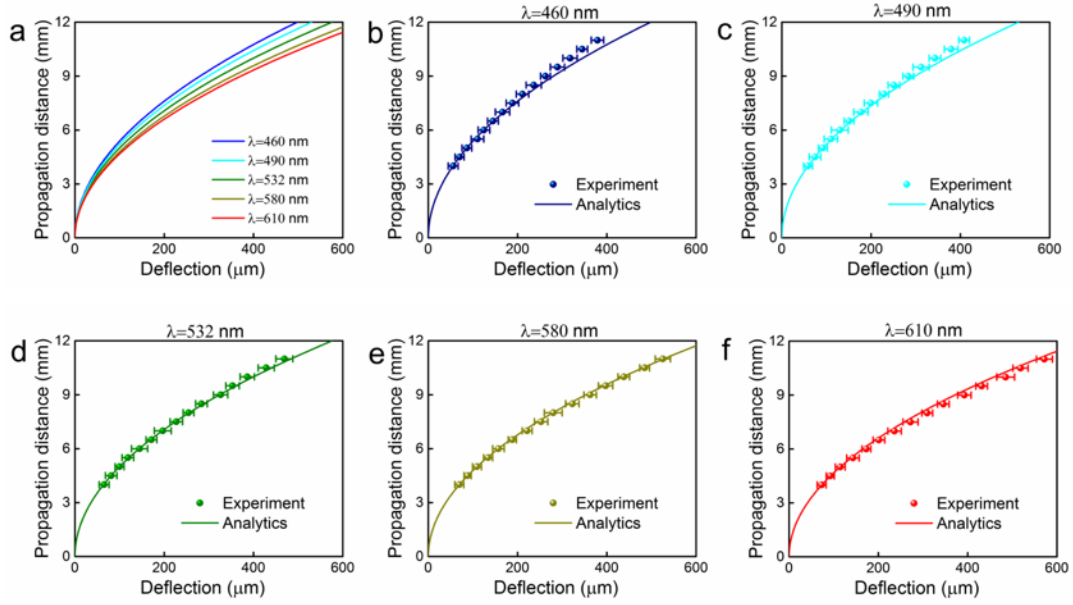 a
12
9
6
3
0
Propagation distance (mm)
λ=460 nm
λ=490 nm
λ=532 nm
λ=580 nm
λ=610 nm
0 200 400 600
Deflection (μm)
b
λ=460 nm
12
9
6
3
0
Propagation distance (mm)
Experiment
Analytics
0 200 400 600
Deflection (μm)
c
λ=490 nm
12
9
6
3
0
Propagation distance (mm)
Experiment
Analytics
0 200 400 600
Deflection (μm)
d
λ=532 nm
12
9
6
3
0
Propagation distance (mm)
Experiment
Analytics
0 200 400 600
Deflection (μm)
e
λ=580 nm
12
9
6
3
0
Propagation distance (mm)
Experiment
Analytics
0 200 400 600
Deflection (μm)
f
λ=610 nm
12
9
6
3
0
Propagation distance (mm)
Experiment
Analytics
0 200 400 600
Deflection (μm)